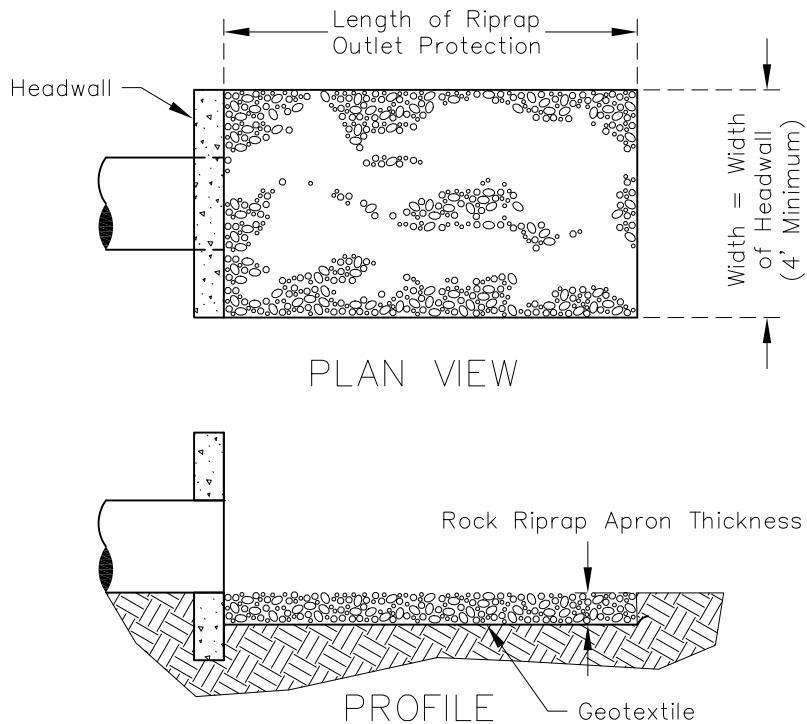 Length of Riprap
Outlet Protection
Headwall
Width = Width
of Headwall
(4' Minimum)
PLAN VIEW
Rock Riprap Apron Thickness
PROFILE
Geotextile